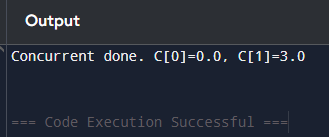 Output
Concurrent done. C[0]=0.0, C[1]=3.0
=== Code Execution Successful ===